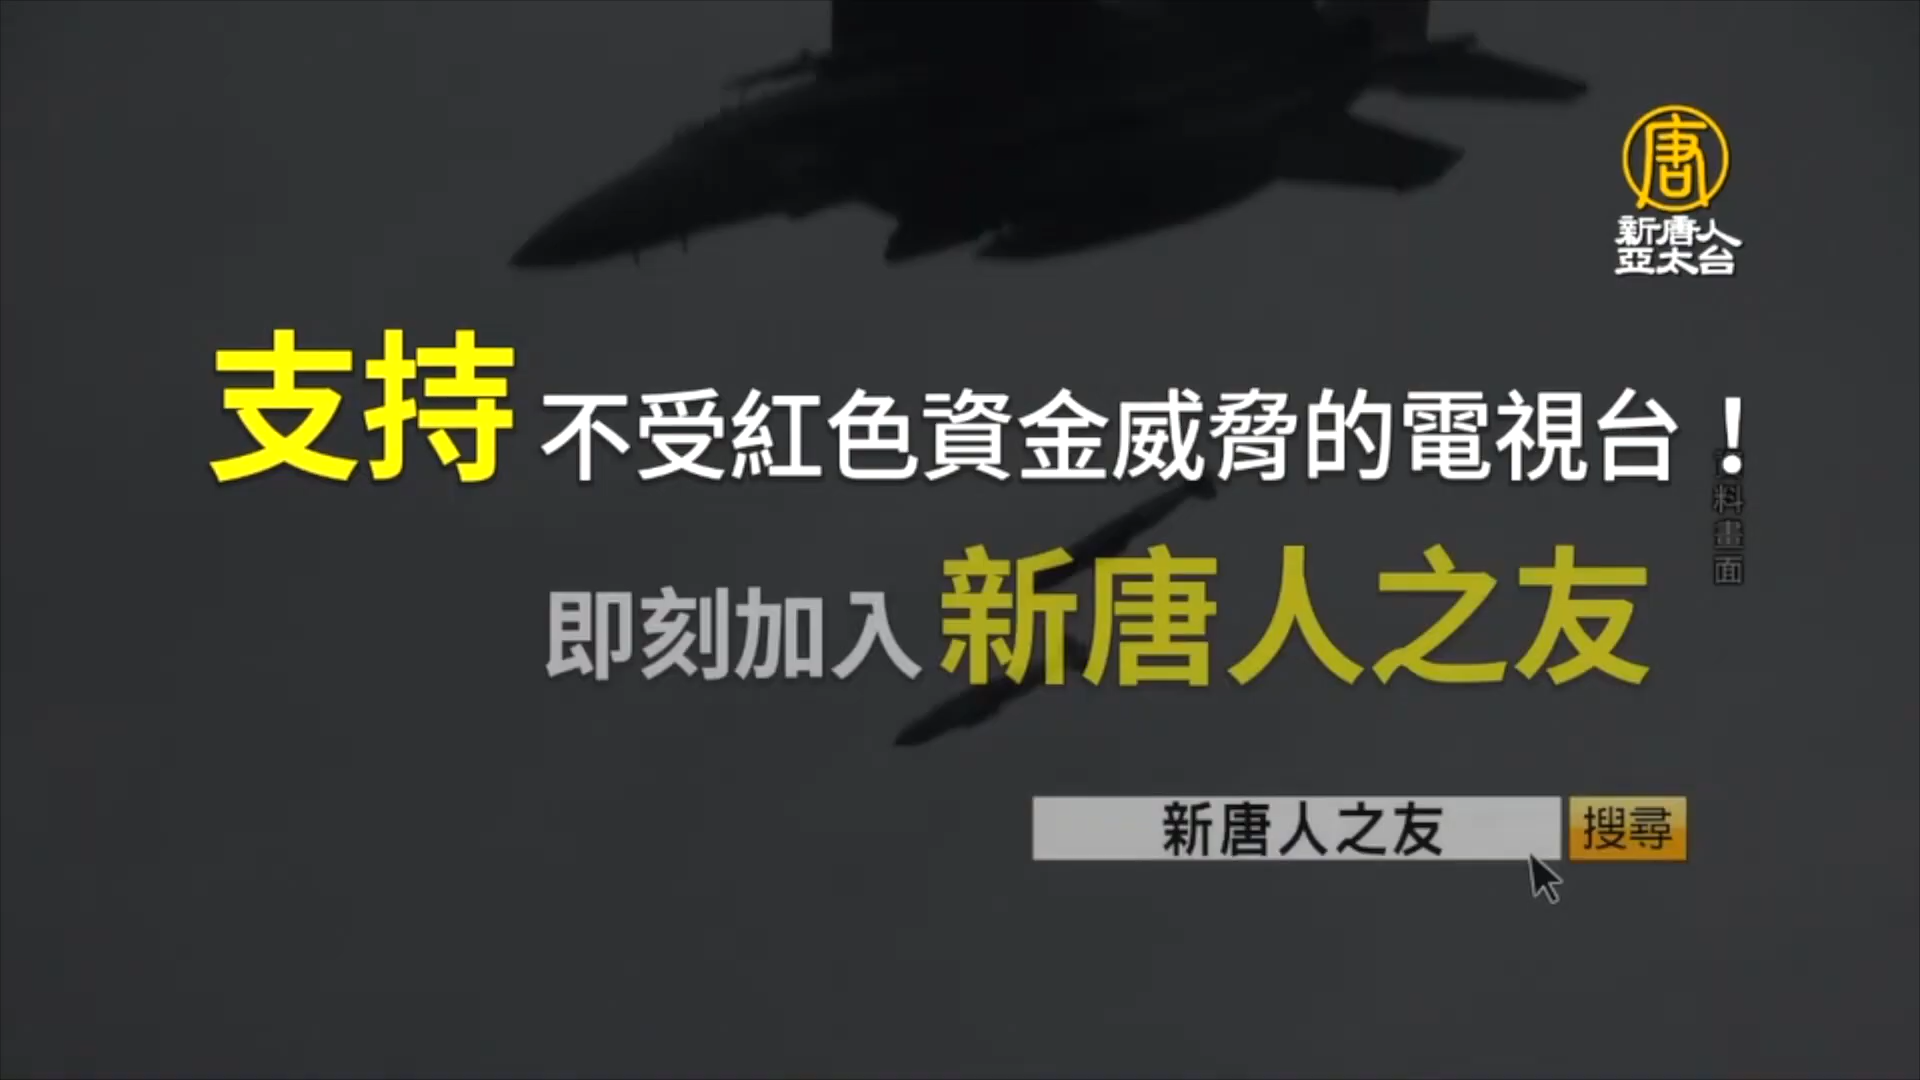 唐
新唐人
亞太台
支持 不受紅色資金威脅的電視台！
資料畫面
即刻加入 新唐人之友
新唐人之友 搜尋